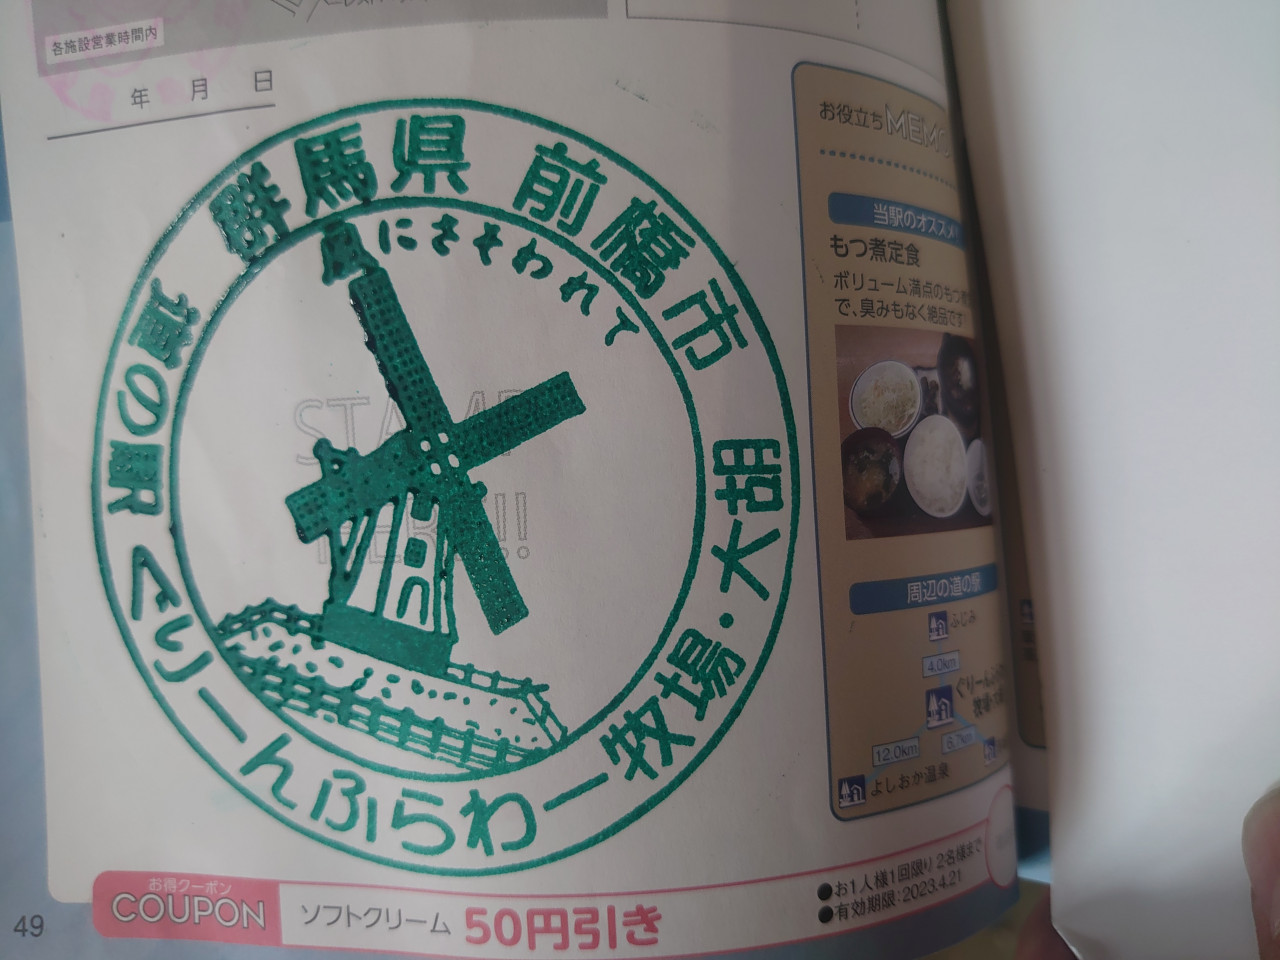 各施設営業時間内
年 月 日
群馬県 前橋市
風にさそわれて
道の駅 ぐりーんふらわー牧場・大胡
STAMP
HERE!!
お役立ちMEMO
当駅のオススメ
もつ煮定食
ボリューム満点のもつ煮
で、臭みもなく絶品です
周辺の道の駅
ふじみ
4.0km
ぐりーんふ
牧場・大
12.0km
6.7km
よしおか温泉
お得クーポン
COUPON
ソフトクリーム 50円引き
●お1人様1回限り 2名様まで
●有効期限:2023.4.21
49